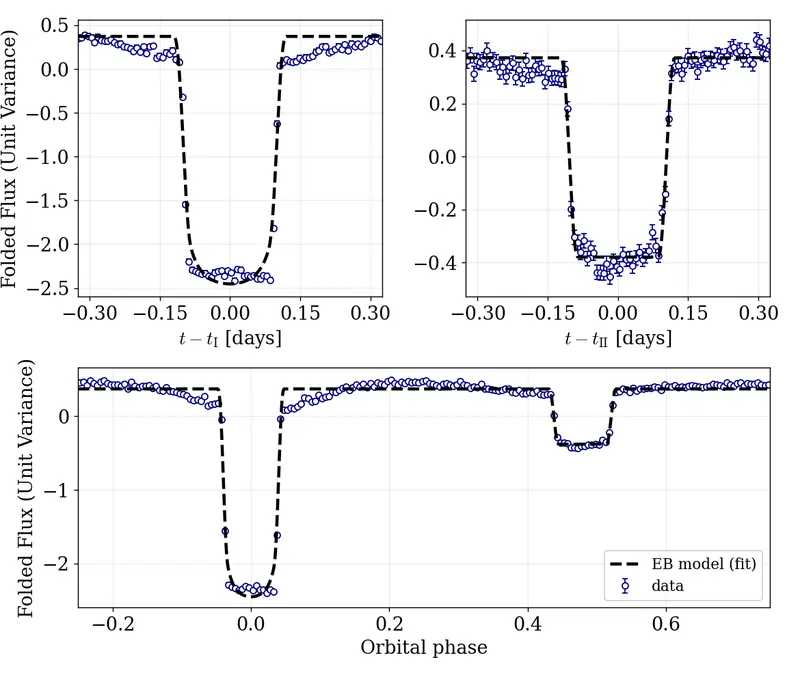 Folded Flux (Unit Variance)
0.5
0.0
−0.5
−1.0
−1.5
−2.0
−2.5
−0.30 −0.15 0.00 0.15 0.30
t − tI [days]
0.4
0.2
0.0
−0.2
−0.4
−0.30 −0.15 0.00 0.15 0.30
t − tII [days]
Folded Flux (Unit Variance)
0
−1
−2
EB model (fit)
data
−0.2 0.0 0.2 0.4 0.6
Orbital phase